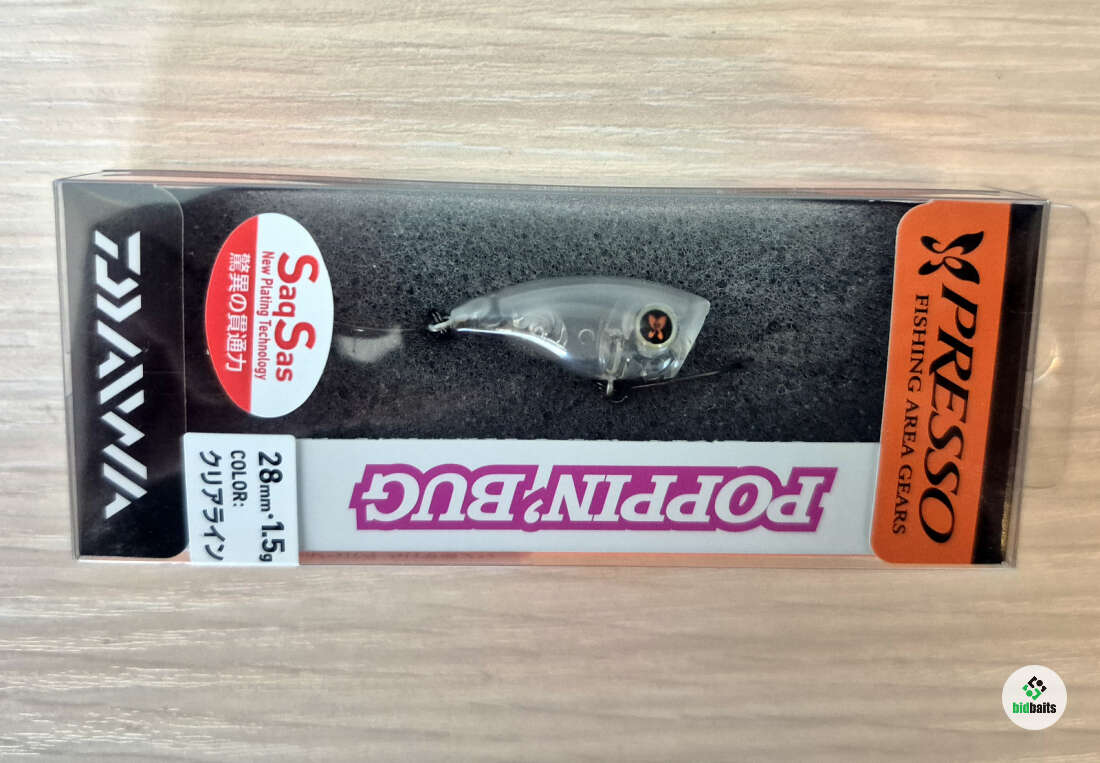 DAIWA
SaqSas
New Plating Technology
驚異の貫通力
28mm・1.5g
COLOR:
クリアライン
POPPIN' BUG
PRESSO
FISHING AREA GEARS
bidbaits